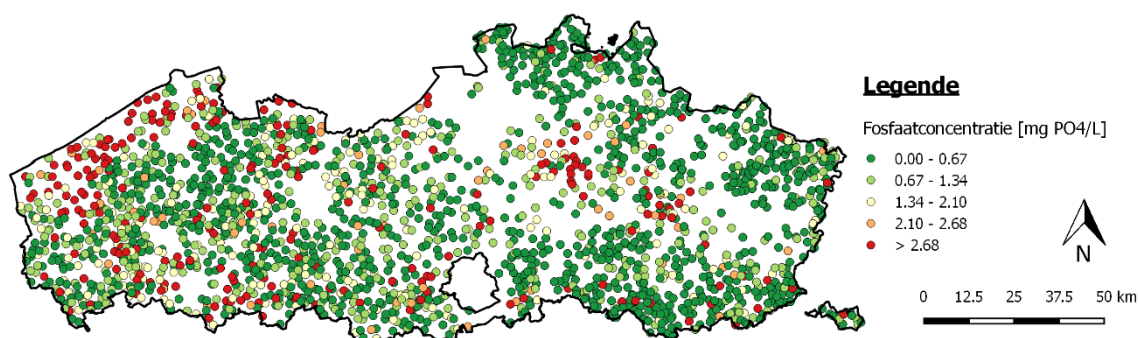 Legende
Fosfaatconcentratie [mg PO4/L]
0.00 - 0.67
0.67 - 1.34
1.34 - 2.10
2.10 - 2.68
> 2.68
N
0 12.5 25 37.5 50 km